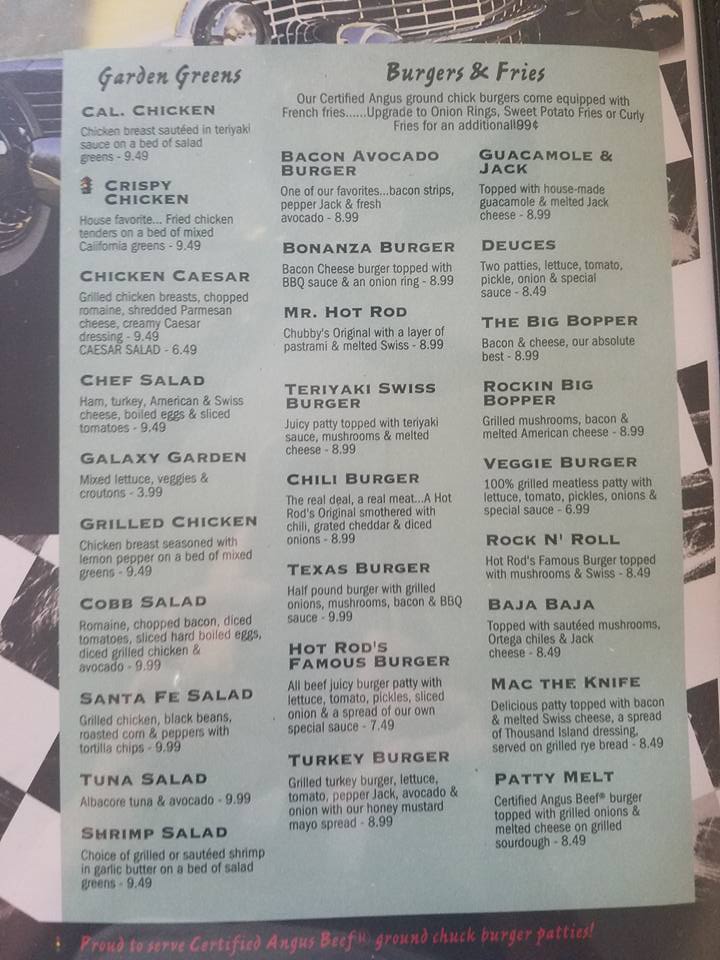 Garden Greens
CAL. CHICKEN
Chicken breast sautéed in teriyaki
sauce on a bed of salad
greens - 9.49
CRISPY
CHICKEN
House favorite... Fried chicken
tenders on a bed of mixed
California greens - 9.49
CHICKEN CAESAR
Grilled chicken breasts, chopped
romaine, shredded Parmesan
cheese, creamy Caesar
dressing - 9.49
CAESAR SALAD - 6.49
CHEF SALAD
Ham, turkey, American & Swiss
cheese, boiled eggs & sliced
tomatoes - 9.49
GALAXY GARDEN
Mixed lettuce, veggies &
croutons - 3.99
GRILLED CHICKEN
Chicken breast seasoned with
lemon pepper on a bed of mixed
greens - 9.49
COBB SALAD
Romaine, chopped bacon, diced
tomatoes, sliced hard boiled eggs,
diced grilled chicken &
avocado - 9.99
SANTA FE SALAD
Grilled chicken, black beans,
roasted corn & peppers with
tortilla chips - 9.99
TUNA SALAD
Albacore tuna & avocado - 9.99
SHRIMP SALAD
Choice of grilled or sautéed shrimp
in garlic butter on a bed of salad
greens - 9.49
Burgers & Fries
Our Certified Angus ground chick burgers come equipped with
French fries......Upgrade to Onion Rings, Sweet Potato Fries or Curly
Fries for an additionall99¢
BACON AVOCADO
BURGER
One of our favorites...bacon strips,
pepper Jack & fresh
avocado - 8.99
BONANZA BURGER
Bacon Cheese burger topped with
BBQ sauce & an onion ring - 8.99
MR. HOT ROD
Chubby's Original with a layer of
pastrami & melted Swiss - 8.99
TERIYAKI SWISS
BURGER
Juicy patty topped with teriyaki
sauce, mushrooms & melted
cheese - 8.99
CHILI BURGER
The real deal, a real meat...A Hot
Rod's Original smothered with
chili, grated cheddar & diced
onions - 8.99
TEXAS BURGER
Half pound burger with grilled
onions, mushrooms, bacon & BBQ
sauce - 9.99
HOT ROD'S
FAMOUS BURGER
All beef juicy burger patty with
lettuce, tomato, pickles, sliced
onion & a spread of our own
special sauce - 7.49
TURKEY BURGER
Grilled turkey burger, lettuce,
tomato, pepper Jack, avocado &
onion with our honey mustard
mayo spread - 8.99
GUACAMOLE &
JACK
Topped with house-made
guacamole & melted Jack
cheese - 8.99
DEUCES
Two patties, lettuce, tomato,
pickle, onion & special
sauce - 8.49
THE BIG BOPPER
Bacon & cheese, our absolute
best - 8.99
ROCKIN BIG
BOPPER
Grilled mushrooms, bacon &
melted American cheese - 8.99
VEGGIE BURGER
100% grilled meatless patty with
lettuce, tomato, pickles, onions &
special sauce - 6.99
ROCK N' ROLL
Hot Rod's Famous Burger topped
with mushrooms & Swiss - 8.49
BAJA BAJA
Topped with sautéed mushrooms,
Ortega chiles & Jack
cheese - 8.49
MAC THE KNIFE
Delicious patty topped with bacon
& melted Swiss cheese, a spread
of Thousand Island dressing,
served on grilled rye bread - 8.49
PATTY MELT
Certified Angus Beef® burger
topped with grilled onions &
melted cheese on grilled
sourdough - 8.49
Proud to serve Certified Angus Beef® ground chuck burger patties!